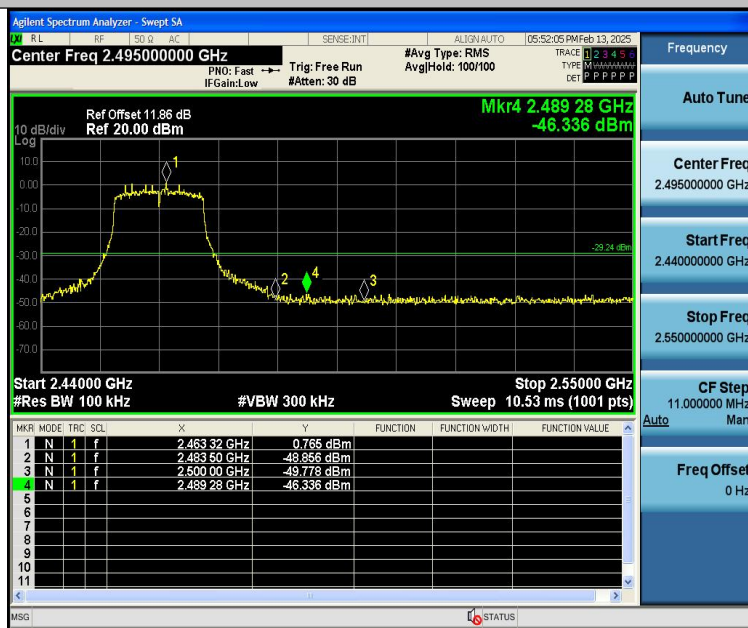 Agilent Spectrum Analyzer - Swept SA
LXI RL RF 50 Ω AC SENSE:INT ALIGN AUTO 05:52:05 PM Feb 13, 2025
Center Freq 2.495000000 GHz
PNO: Fast
IFGain:Low
Trig: Free Run
#Atten: 30 dB
#Avg Type: RMS
Avg|Hold: 100/100
TRACE 1 2 3 4 5 6
TYPE M
DET P P P P P P
Ref Offset 11.86 dB
10 dB/div Ref 20.00 dBm
Log
Mkr4 2.489 28 GHz
-46.336 dBm
10.0
0.00
-10.0
-20.0
-30.0
-40.0
-50.0
-60.0
-70.0
1
2
4
3
-29.24 dBm
Start 2.44000 GHz Stop 2.55000 GHz
#Res BW 100 kHz #VBW 300 kHz Sweep 10.53 ms (1001 pts)
MKR MODE TRC SCL X Y FUNCTION FUNCTION WIDTH FUNCTION VALUE
1 N 1 f 2.463 32 GHz 0.765 dBm
2 N 1 f 2.483 50 GHz -48.856 dBm
3 N 1 f 2.500 00 GHz -49.778 dBm
4 N 1 f 2.489 28 GHz -46.336 dBm
5
6
7
8
9
10
11
MSG STATUS
Frequency
Auto Tune
Center Freq
2.495000000 GHz
Start Freq
2.440000000 GHz
Stop Freq
2.550000000 GHz
CF Step
11.000000 MHz
Auto Man
Freq Offset
0 Hz